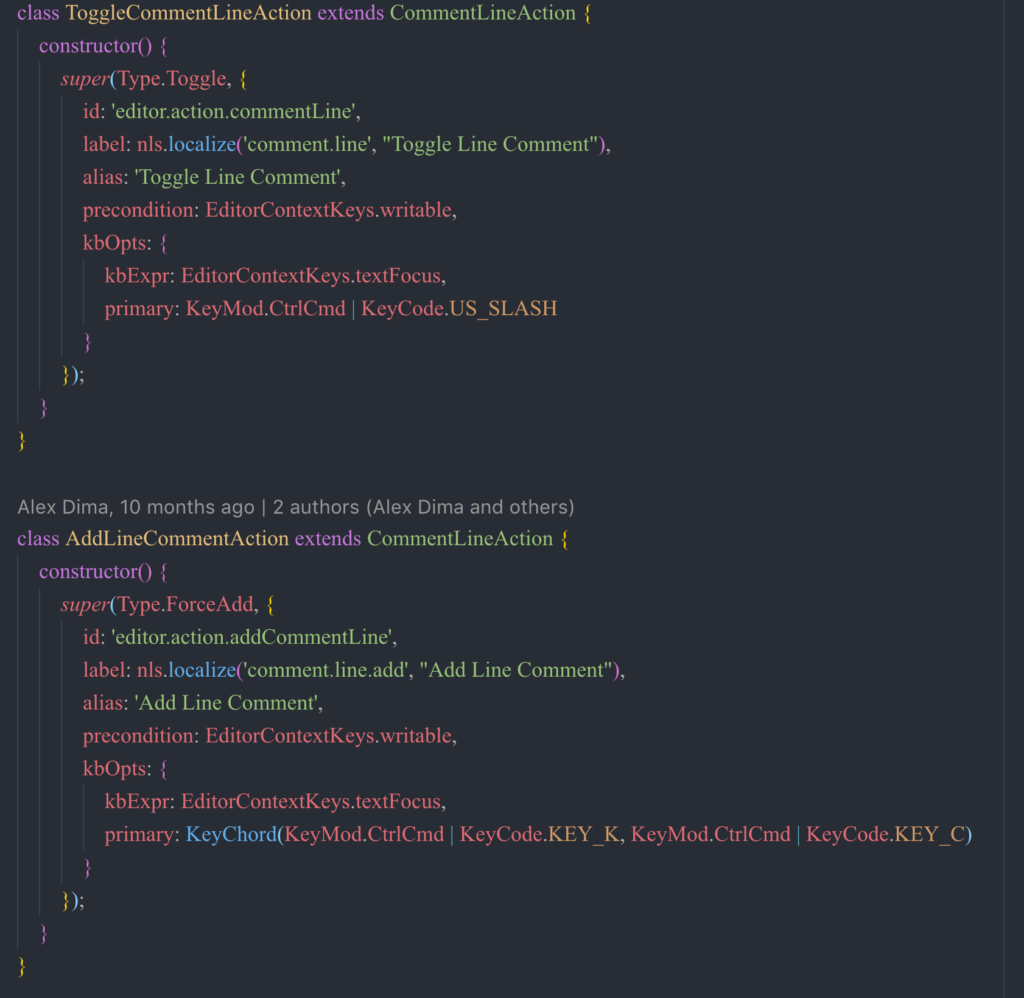 class ToggleCommentLineAction extends CommentLineAction {
constructor() {
super(Type.Toggle, {
id: 'editor.action.commentLine',
label: nls.localize('comment.line', "Toggle Line Comment"),
alias: 'Toggle Line Comment',
precondition: EditorContextKeys.writable,
kbOpts: {
kbExpr: EditorContextKeys.textFocus,
primary: KeyMod.CtrlCmd | KeyCode.US_SLASH
}
});
}
}
Alex Dima, 10 months ago | 2 authors (Alex Dima and others)
class AddLineCommentAction extends CommentLineAction {
constructor() {
super(Type.ForceAdd, {
id: 'editor.action.addCommentLine',
label: nls.localize('comment.line.add', "Add Line Comment"),
alias: 'Add Line Comment',
precondition: EditorContextKeys.writable,
kbOpts: {
kbExpr: EditorContextKeys.textFocus,
primary: KeyChord(KeyMod.CtrlCmd | KeyCode.KEY_K, KeyMod.CtrlCmd | KeyCode.KEY_C)
}
});
}
}